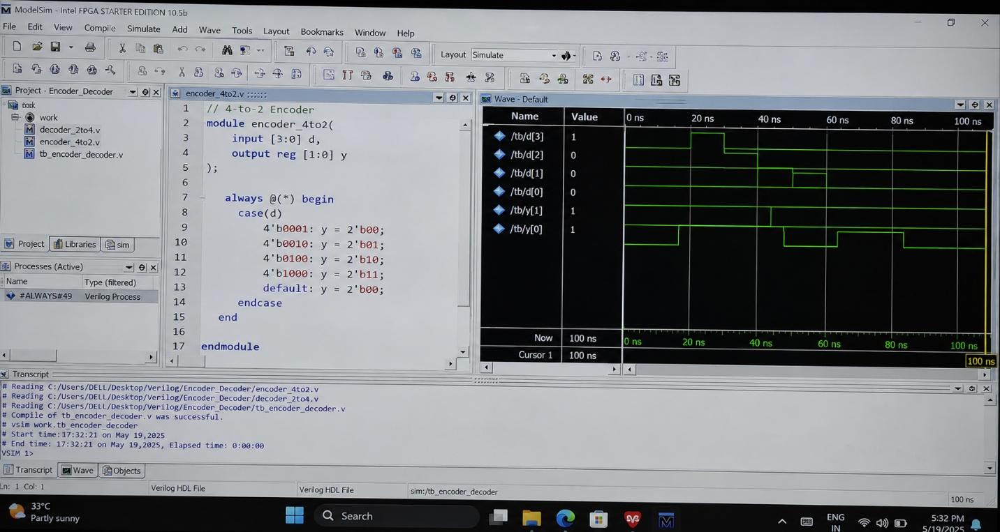 ModelSim - Intel FPGA STARTER EDITION 10.5b
File Edit View Compile Simulate Add Wave Tools Layout Bookmarks Window Help
Layout Simulate
Project - Encoder_Decoder
work
decoder_2to4.v
encoder_4to2.v
tb_encoder_decoder.v
Project Libraries sim
Processes (Active)
Name Type (filtered)
#ALWAYS#49 Verilog Process
encoder_4to2.v
1 // 4-to-2 Encoder
2 module encoder_4to2(
3 input [3:0] d,
4 output reg [1:0] y
5 );
6
7 always @(*) begin
8 case(d)
9 4'b0001: y = 2'b00;
10 4'b0010: y = 2'b01;
11 4'b0100: y = 2'b10;
12 4'b1000: y = 2'b11;
13 default: y = 2'b00;
14 endcase
15 end
16
17 endmodule
Wave - Default
Name Value 0 ns 20 ns 40 ns 80 ns 100 ns
/tb/d[3] 1
/tb/d[2] 0
/tb/d[1] 0
/tb/d[0] 0
/tb/y[1] 1
/tb/y[0] 1
Now 100 ns 0 ns 20 ns 40 ns 60 ns 80 ns 100 ns
Cursor 1 100 ns 100 ns
Transcript
# Reading C:/Users/DELL/Desktop/Verilog/Encoder_Decoder/encoder_4to2.v
# Reading C:/Users/DELL/Desktop/Verilog/Encoder_Decoder/decoder_2to4.v
# Reading C:/Users/DELL/Desktop/Verilog/Encoder_Decoder/tb_encoder_decoder.v
# Compile of tb_encoder_decoder.v was successful.
# vsim work.tb_encoder_decoder
# Start time:17:32:21 on May 19,2025
# End time: 17:32:21 on May 19,2025, Elapsed time: 0:00:00
VSIM 1>
Transcript Wave Objects
Ln: 1 Col: 1 Verilog HDL File Verilog HDL File sim:/tb_encoder_decoder 100 ns
33°C
Partly sunny
Search
ENG
IN
5:32 PM
5/19/2025